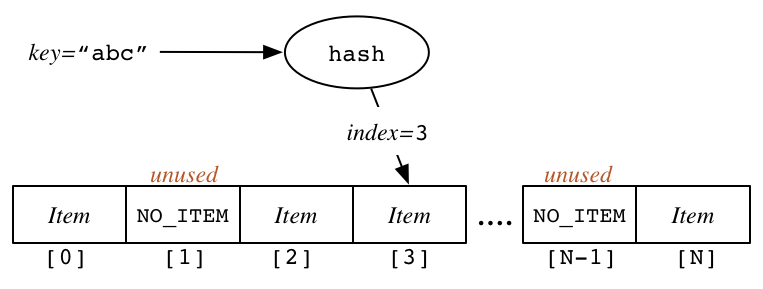 key=“abc”
hash
index=3
unused unused
Item NO_ITEM Item Item .... NO_ITEM Item
[0] [1] [2] [3] [N-1] [N]